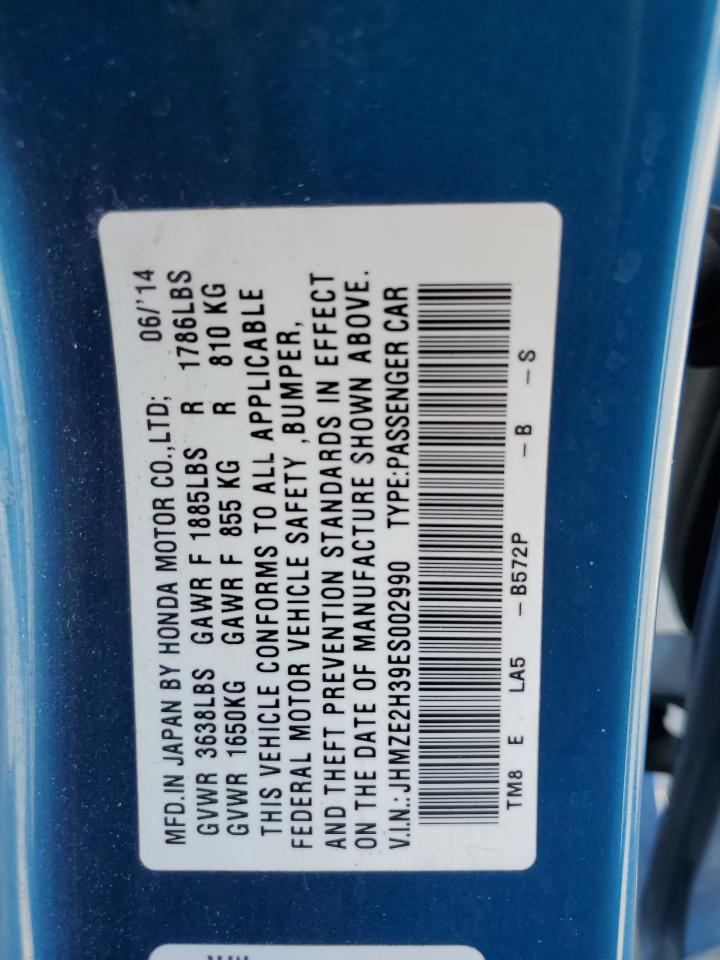 MFD.IN JAPAN BY HONDA MOTOR CO.,LTD; 06/'14
GVWR 3638LBS GAWR F 1885LBS R 1786LBS
GVWR 1650KG GAWR F 855 KG R 810 KG
THIS VEHICLE CONFORMS TO ALL APPLICABLE
FEDERAL MOTOR VEHICLE SAFETY ,BUMPER,
AND THEFT PREVENTION STANDARDS IN EFFECT
ON THE DATE OF MANUFACTURE SHOWN ABOVE.
V.I.N.:JHMZE2H39ES002990 TYPE:PASSENGER CAR
TM8 E LA5 -B572P -B -S